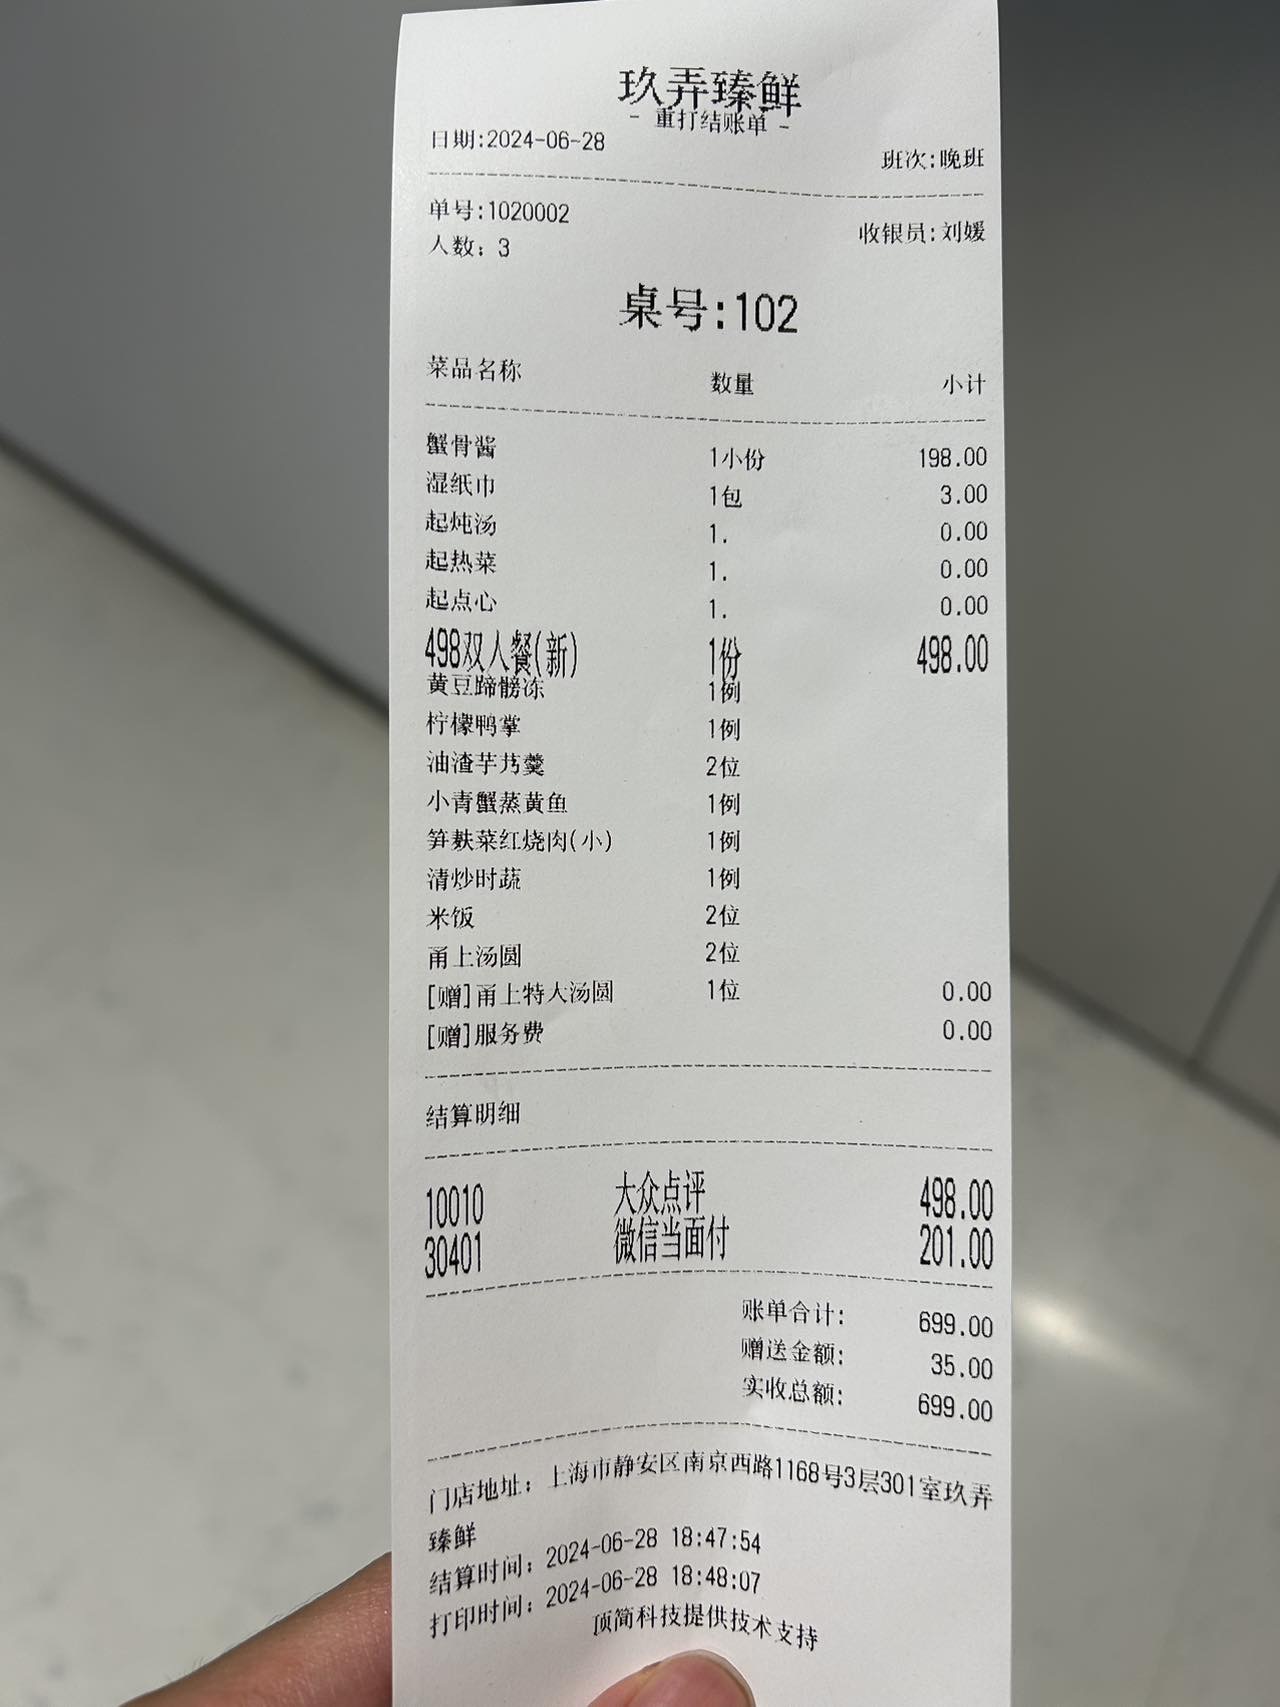 玖弄臻鲜
- 重打结账单 -
日期:2024-06-28 班次:晚班
单号:1020002
人数: 3 收银员:刘媛
桌号:102
菜品名称 数量 小计
蟹骨酱 1小份 198.00
湿纸巾 1包 3.00
起炖汤 1. 0.00
起热菜 1. 0.00
起点心 1. 0.00
498双人餐(新) 1份 498.00
黄豆蹄髈冻 1例
柠檬鸭掌 1例
油渣芋艿羹 2位
小青蟹蒸黄鱼 1例
笋麸菜红烧肉(小) 1例
清炒时蔬 1例
米饭 2位
甬上汤圆 2位
[赠]甬上特大汤圆 1位 0.00
[赠]服务费 0.00
结算明细
10010 大众点评 498.00
30401 微信当面付 201.00
账单合计: 699.00
赠送金额: 35.00
实收总额: 699.00
门店地址: 上海市静安区南京西路1168号3层301室玖弄
臻鲜
结算时间: 2024-06-28 18:47:54
打印时间: 2024-06-28 18:48:07
顶简科技提供技术支持